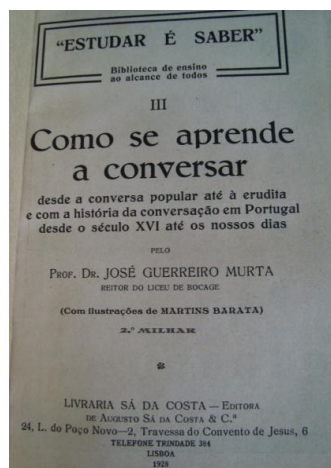 "ESTUDAR É SABER"
Biblioteca de ensino
ao alcance de todos
III
Como se aprende
a conversar
desde a conversa popular até à erudita
e com a história da conversação em Portugal
desde o século XVI até os nossos dias
PELO
PROF. DR. JOSÉ GUERREIRO MURTA
REITOR DO LICEU DE BOCAGE
(Com ilustrações de MARTINS BARATA)
2.º MILHAR
LIVRARIA SÁ DA COSTA — EDITORA
DE AUGUSTO SÁ DA COSTA & C.ª
24, L. do Poço Novo—2, Travessa do Convento de Jesus, 6
TELEFONE TRINDADE 384
LISBOA
1928